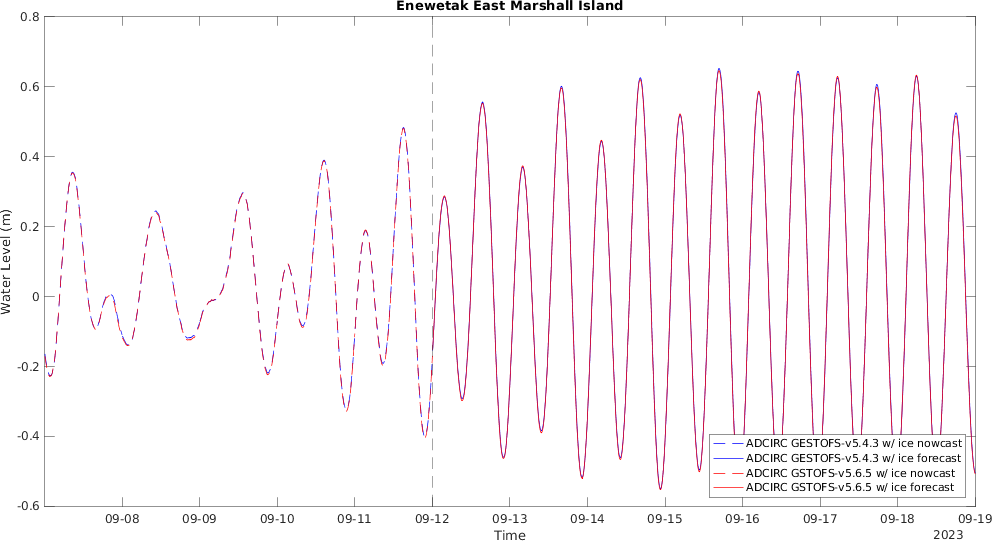 Enewetak East Marshall Island
Water Level (m)
0.8
0.6
0.4
0.2
0
-0.2
-0.4
-0.6
ADCIRC GESTOFS-v5.4.3 w/ ice nowcast
ADCIRC GESTOFS-v5.4.3 w/ ice forecast
ADCIRC GSTOFS-v5.6.5 w/ ice nowcast
ADCIRC GSTOFS-v5.6.5 w/ ice forecast
09-08 09-09 09-10 09-11 09-12 09-13 09-14 09-15 09-16 09-17 09-18 09-19
Time
2023